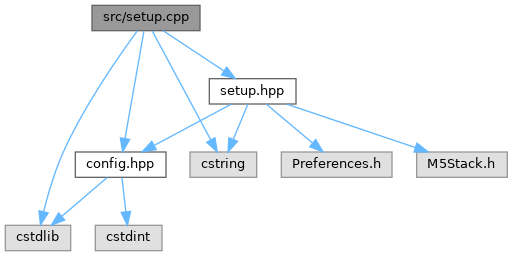 src/setup.cpp
setup.hpp
config.hpp
cstring
Preferences.h
M5Stack.h
cstdlib
cstdint